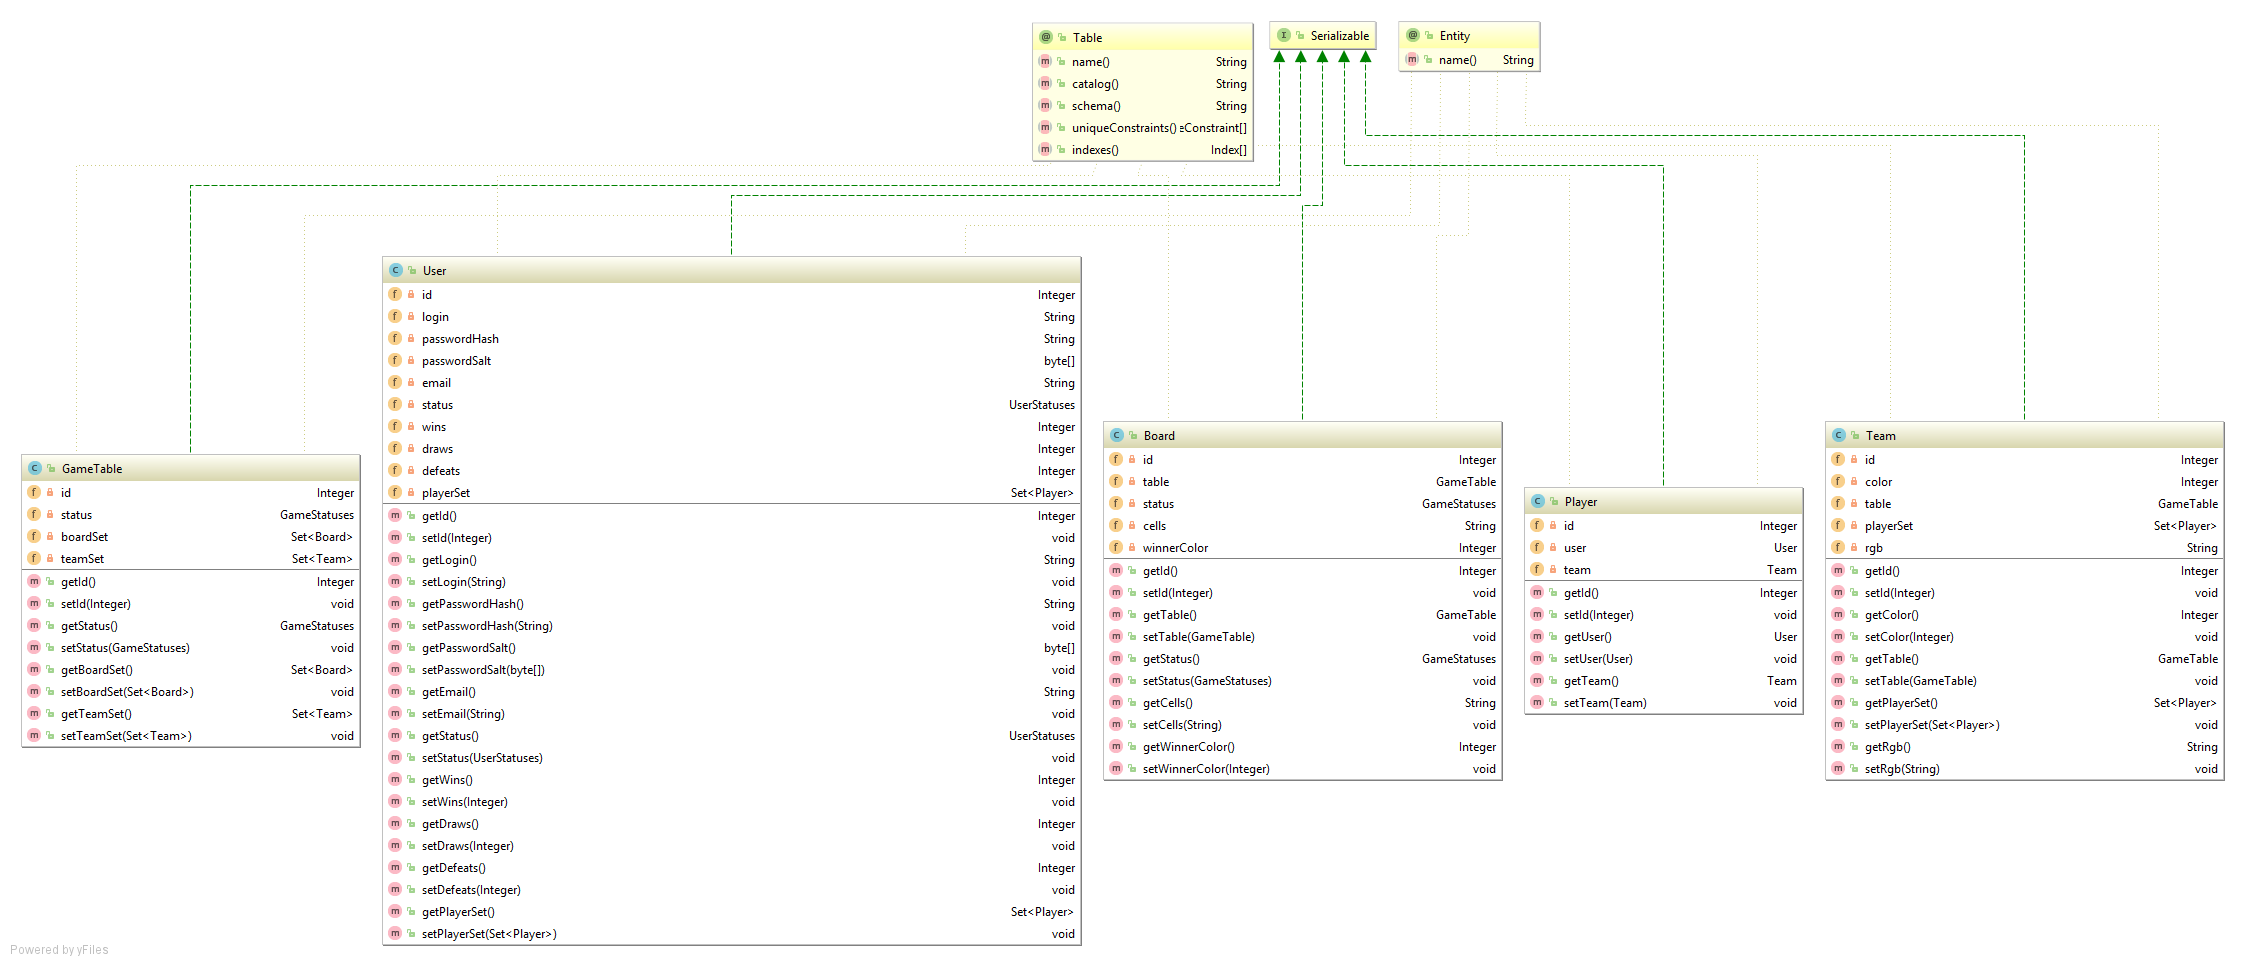 Table
name() String
catalog() String
schema() String
uniqueConstraints() eConstraint[]
indexes() Index[]
Serializable
Entity
name() String
User
id Integer
login String
passwordHash String
passwordSalt byte[]
email String
status UserStatuses
wins Integer
draws Integer
defeats Integer
playerSet Set<Player>
getId() Integer
setId(Integer) void
getLogin() String
setLogin(String) void
getPasswordHash() String
setPasswordHash(String) void
getPasswordSalt() byte[]
setPasswordSalt(byte[]) void
getEmail() String
setEmail(String) void
getStatus() UserStatuses
setStatus(UserStatuses) void
getWins() Integer
setWins(Integer) void
getDraws() Integer
setDraws(Integer) void
getDefeats() Integer
setDefeats(Integer) void
getPlayerSet() Set<Player>
setPlayerSet(Set<Player>) void
GameTable
id Integer
status GameStatuses
boardSet Set<Board>
teamSet Set<Team>
getId() Integer
setId(Integer) void
getStatus() GameStatuses
setStatus(GameStatuses) void
getBoardSet() Set<Board>
setBoardSet(Set<Board>) void
getTeamSet() Set<Team>
setTeamSet(Set<Team>) void
Board
id Integer
table GameTable
status GameStatuses
cells String
winnerColor Integer
getId() Integer
setId(Integer) void
getTable() GameTable
setTable(GameTable) void
getStatus() GameStatuses
setStatus(GameStatuses) void
getCells() String
setCells(String) void
getWinnerColor() Integer
setWinnerColor(Integer) void
Player
id Integer
user User
team Team
getId() Integer
setId(Integer) void
getUser() User
setUser(User) void
getTeam() Team
setTeam(Team) void
Team
id Integer
color Integer
table GameTable
playerSet Set<Player>
rgb String
getId() Integer
setId(Integer) void
getColor() Integer
setColor(Integer) void
getTable() GameTable
setTable(GameTable) void
getPlayerSet() Set<Player>
setPlayerSet(Set<Player>) void
getRgb() String
setRgb(String) void
Powered by yFiles